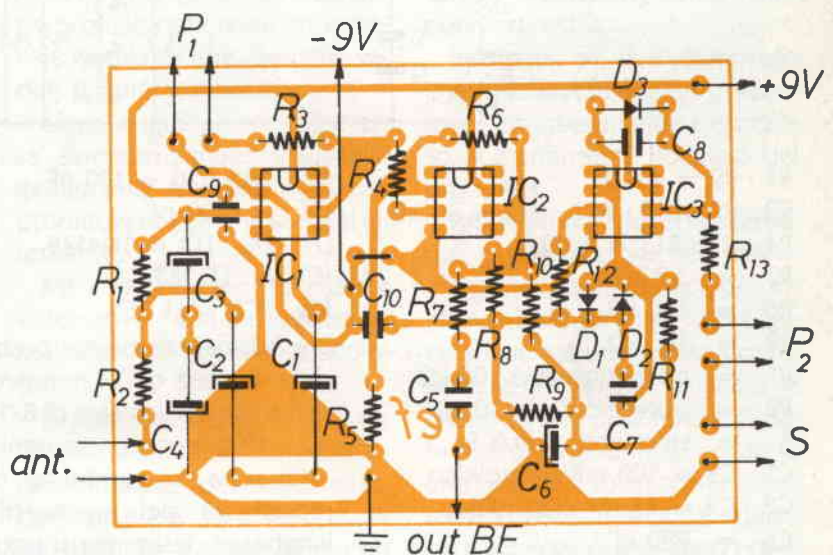 P1
-9V
+9V
D3
R3
R6
C8
C9
R4
IC2
IC3
IC1
R1
C3
C10
R7
R10
R12
R13
R8
D1
D2
P2
R2
C2
C1
R5
C5
R9
R11
ef
C4
C7
S
ant.
C6
out BF